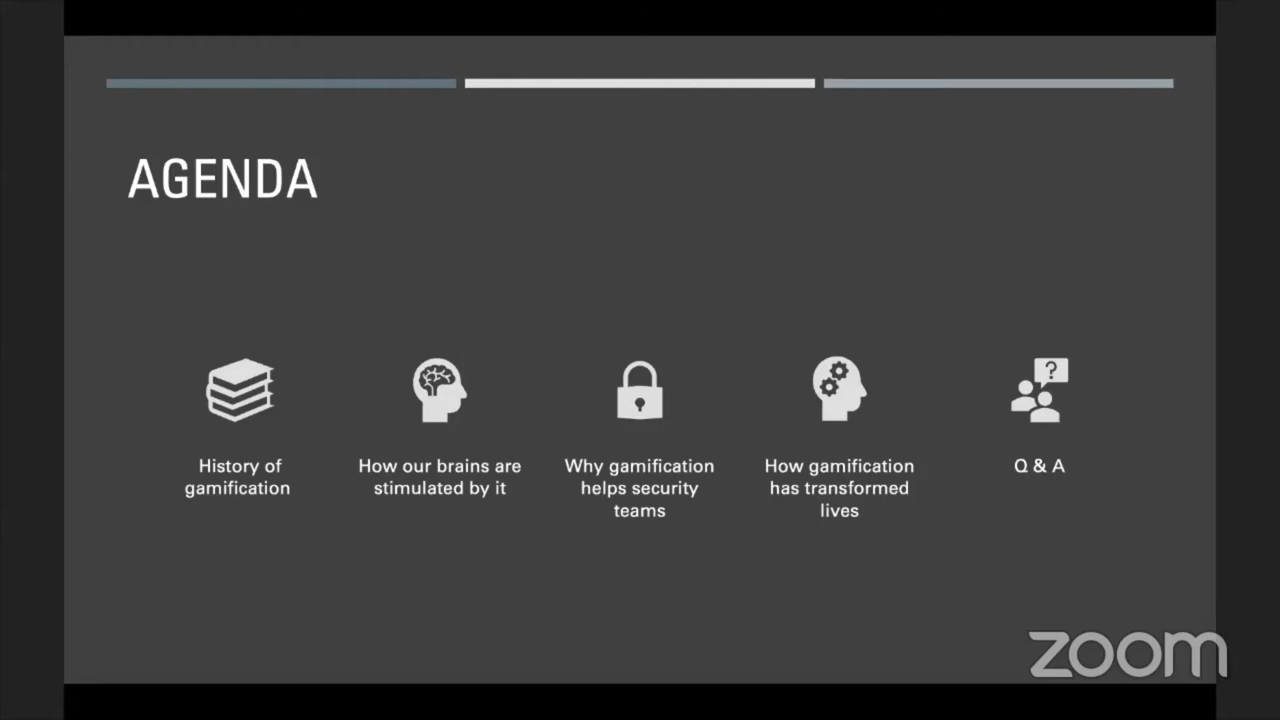 AGENDA
History of
gamification
How our brains are
stimulated by it
Why gamification
helps security
teams
How gamification
has transformed
lives
?
Q & A
zoom